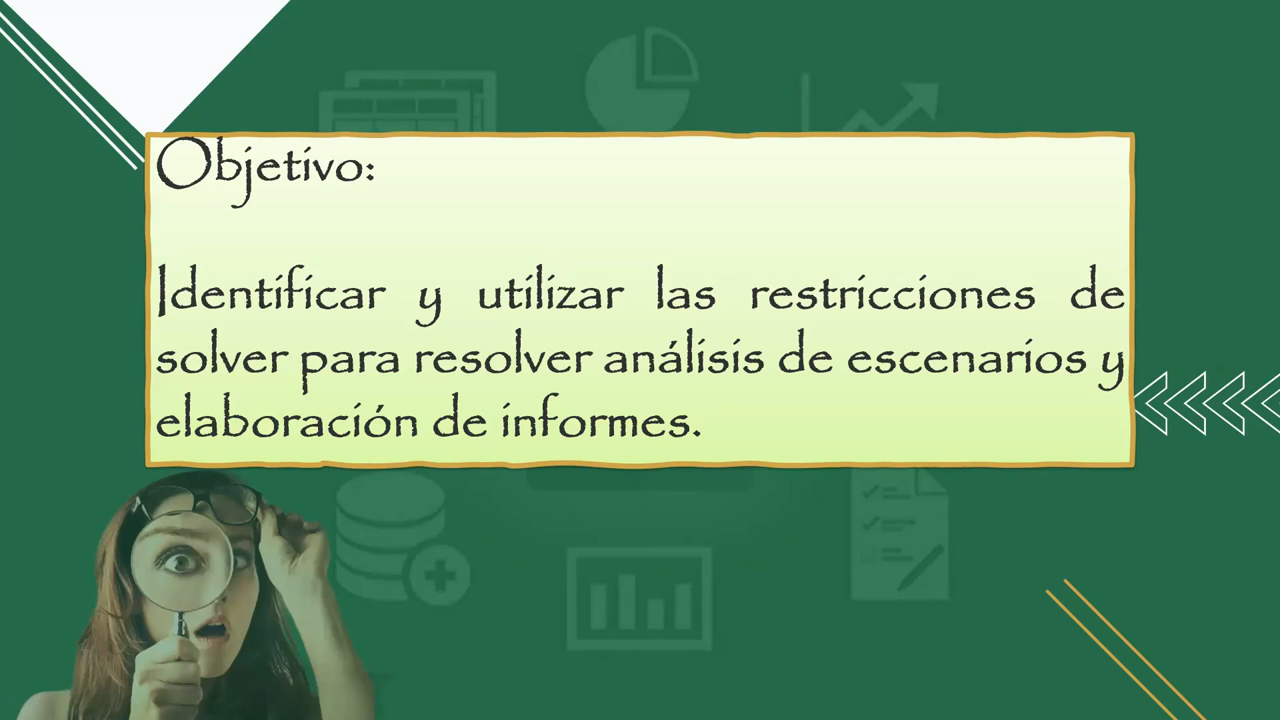 Objetivo:
Identificar y utilizar las restricciones de
solver para resolver análisis de escenarios y
elaboración de informes.